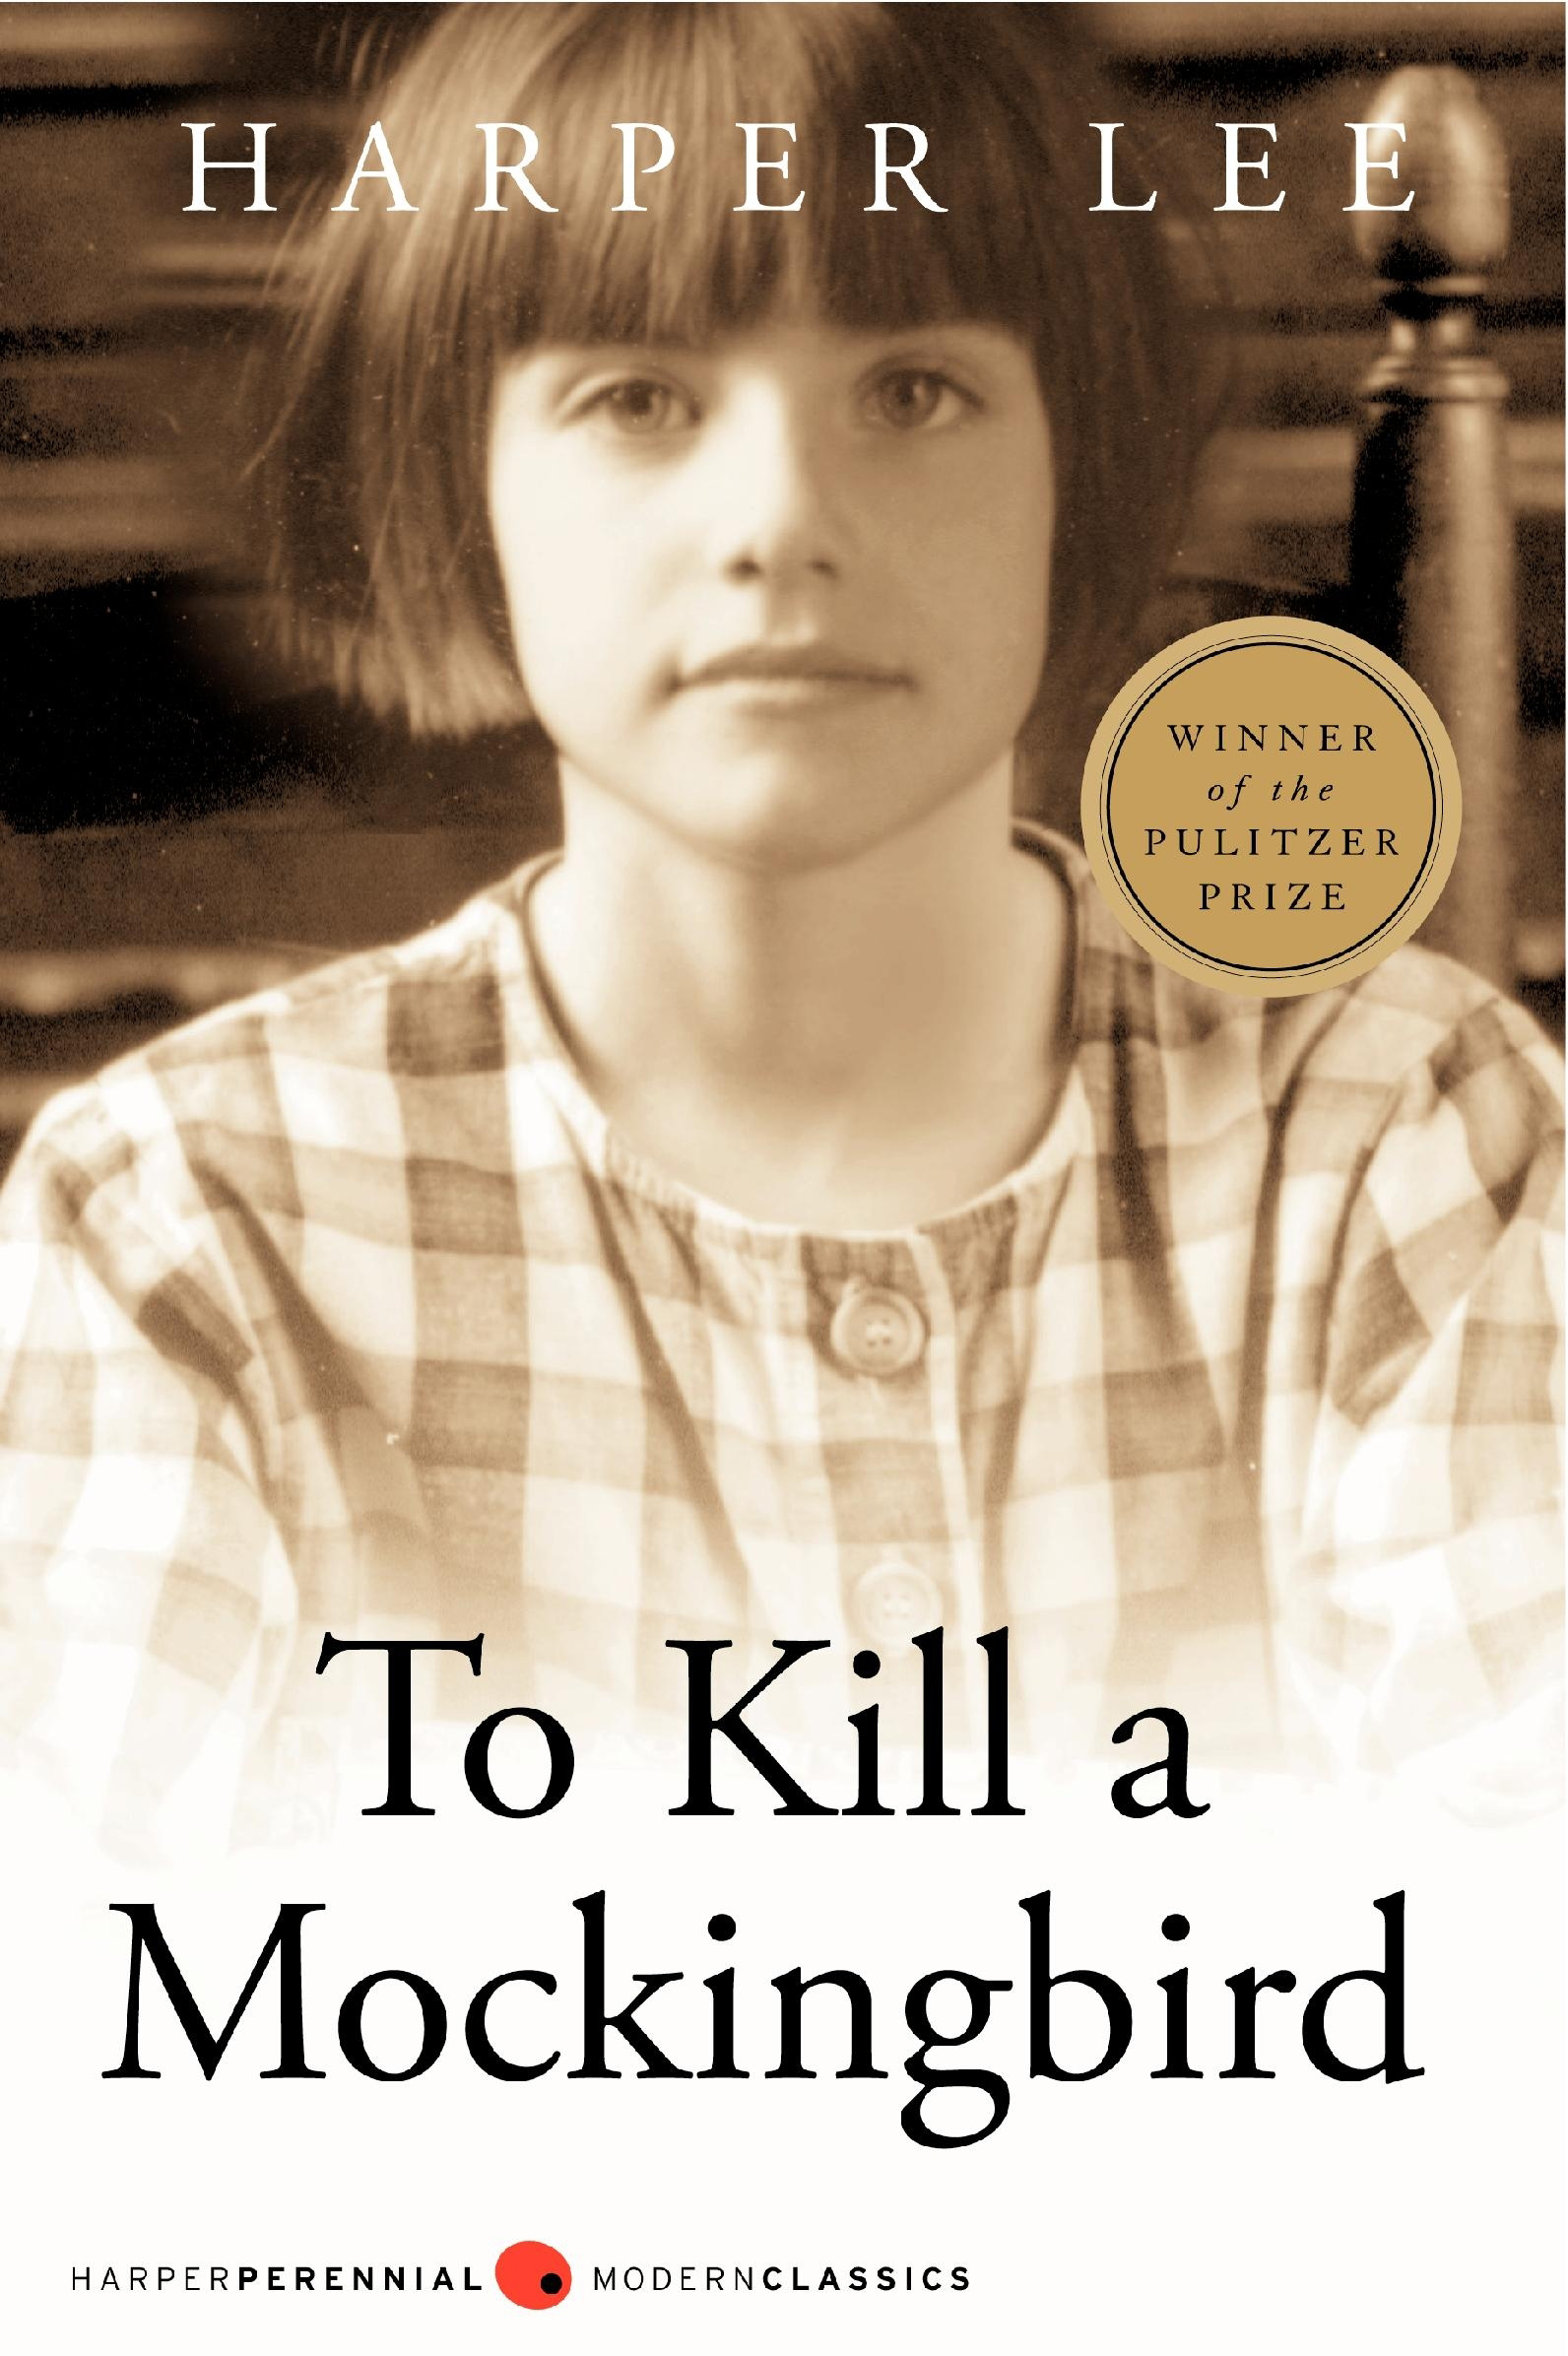 HARPER LEE
WINNER
of the
PULITZER
PRIZE
To Kill a
Mockingbird
HARPERPERENNIAL MODERNCLASSICS